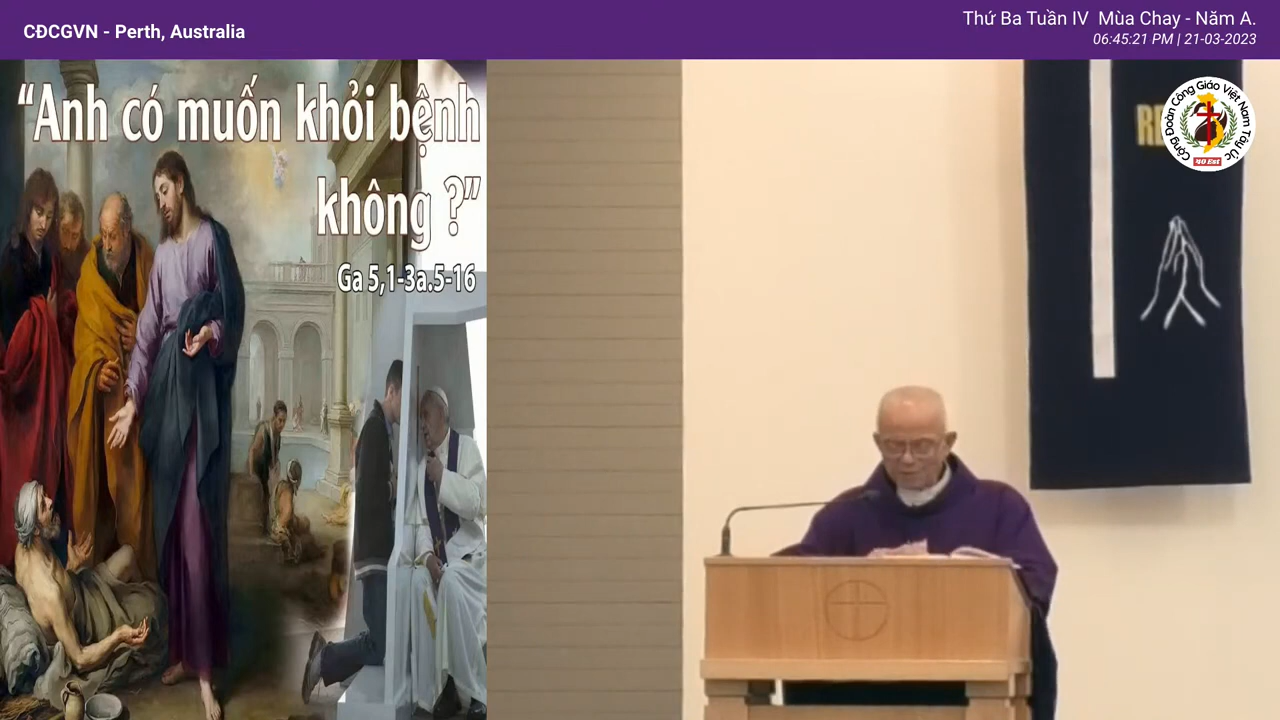 CĐCGVN - Perth, Australia
Thứ Ba Tuần IV Mùa Chay - Năm A.
06:45:21 PM | 21-03-2023
“Anh có muốn khỏi bệnh
không ?”
Ga 5,1-3a.5-16
Cộng Đoàn Công Giáo Việt Nam Tây Úc
40 Est